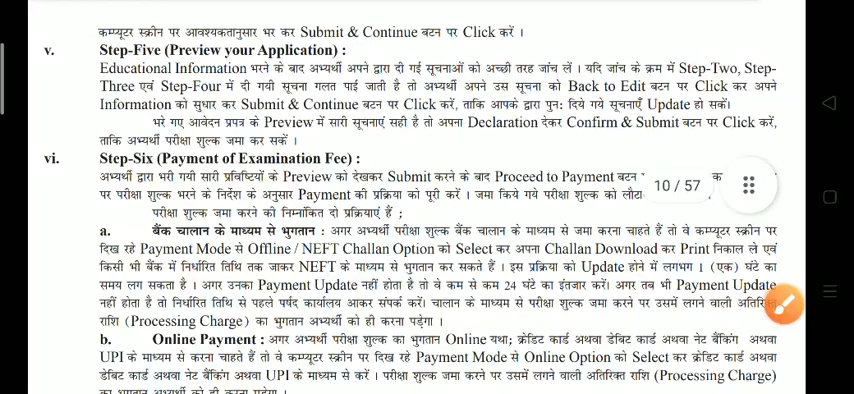 कम्प्यूटर स्क्रीन पर आवश्यकतानुसार भर कर Submit & Continue बटन पर Click करें ।
v. Step-Five (Preview your Application) :
Educational Information भरने के बाद अभ्यर्थी अपने द्वारा दी गई सूचनाओं को अच्छी तरह जांच लें । यदि जांच के क्रम में Step-Two, Step-
Three एवं Step-Four में दी गयी सूचना गलत पाई जाती है तो अभ्यर्थी अपने उस सूचना को Back to Edit बटन पर Click कर अपने
Information को सुधार कर Submit & Continue बटन पर Click करें, ताकि आपके द्वारा पुन: दिये गये सूचनाएँ Update हो सकें।
भरे गए आवेदन प्रपत्र के Preview में सारी सूचनाएं सही है तो अपना Declaration देकर Confirm & Submit बटन पर Click करें,
ताकि अभ्यर्थी परीक्षा शुल्क जमा कर सकें ।
vi. Step-Six (Payment of Examination Fee) :
अभ्यर्थी द्वारा भरी गयी सारी प्रविष्टियों के Preview को देखकर Submit करने के बाद Proceed to Payment बटन
पर परीक्षा शुल्क भरने के निर्देश के अनुसार Payment की प्रक्रिया को पूरी करें । जमा किये गये परीक्षा शुल्क को लौटा
10 / 57
परीक्षा शुल्क जमा करने की निम्नांकित दो प्रक्रियाएं हैं ;
a. बैंक चालान के माध्यम से भुगतान : अगर अभ्यर्थी परीक्षा शुल्क बैंक चालान के माध्यम से जमा करना चाहते हैं तो वे कम्प्यूटर स्क्रीन पर
दिख रहे Payment Mode से Offline / NEFT Challan Option को Select कर अपना Challan Download कर Print निकाल ले एवं
किसी भी बैंक में निर्धारित तिथि तक जाकर NEFT के माध्यम से भुगतान कर सकते हैं । इस प्रक्रिया को Update होने में लगभग 1 (एक) घंटे का
समय लग सकता है । अगर उनका Payment Update नहीं होता है तो वे कम से कम 24 घंटे का इंतजार करें। अगर तब भी Payment Update
नहीं होता है तो निर्धारित तिथि से पहले पर्षद कार्यालय आकर संपर्क करें। चालान के माध्यम से परीक्षा शुल्क जमा करने पर उसमें लगने वाली अतिरिक्त
राशि (Processing Charge) का भुगतान अभ्यर्थी को ही करना पड़ेगा ।
b. Online Payment : अगर अभ्यर्थी परीक्षा शुल्क का भुगतान Online यथा; क्रेडिट कार्ड अथवा डेबिट कार्ड अथवा नेट बैंकिंग अथवा
UPI के माध्यम से करना चाहते हैं तो वे कम्प्यूटर स्क्रीन पर दिख रहे Payment Mode से Online Option को Select कर क्रेडिट कार्ड अथवा
डेबिट कार्ड अथवा नेट बैंकिंग अथवा UPI के माध्यम से करें । परीक्षा शुल्क जमा करने पर उसमें लगने वाली अतिरिक्त राशि (Processing Charge)